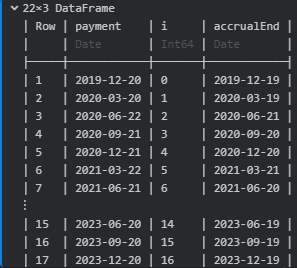 22×3 DataFrame
| Row | payment | i | accrualEnd |
| | Date | Int64 | Date |
| 1 | 2019-12-20 | 0 | 2019-12-19 |
| 2 | 2020-03-20 | 1 | 2020-03-19 |
| 3 | 2020-06-22 | 2 | 2020-06-21 |
| 4 | 2020-09-21 | 3 | 2020-09-20 |
| 5 | 2020-12-21 | 4 | 2020-12-20 |
| 6 | 2021-03-22 | 5 | 2021-03-21 |
| 7 | 2021-06-21 | 6 | 2021-06-20 |
⋮
| 15 | 2023-06-20 | 14 | 2023-06-19 |
| 16 | 2023-09-20 | 15 | 2023-09-19 |
| 17 | 2023-12-20 | 16 | 2023-12-19 |